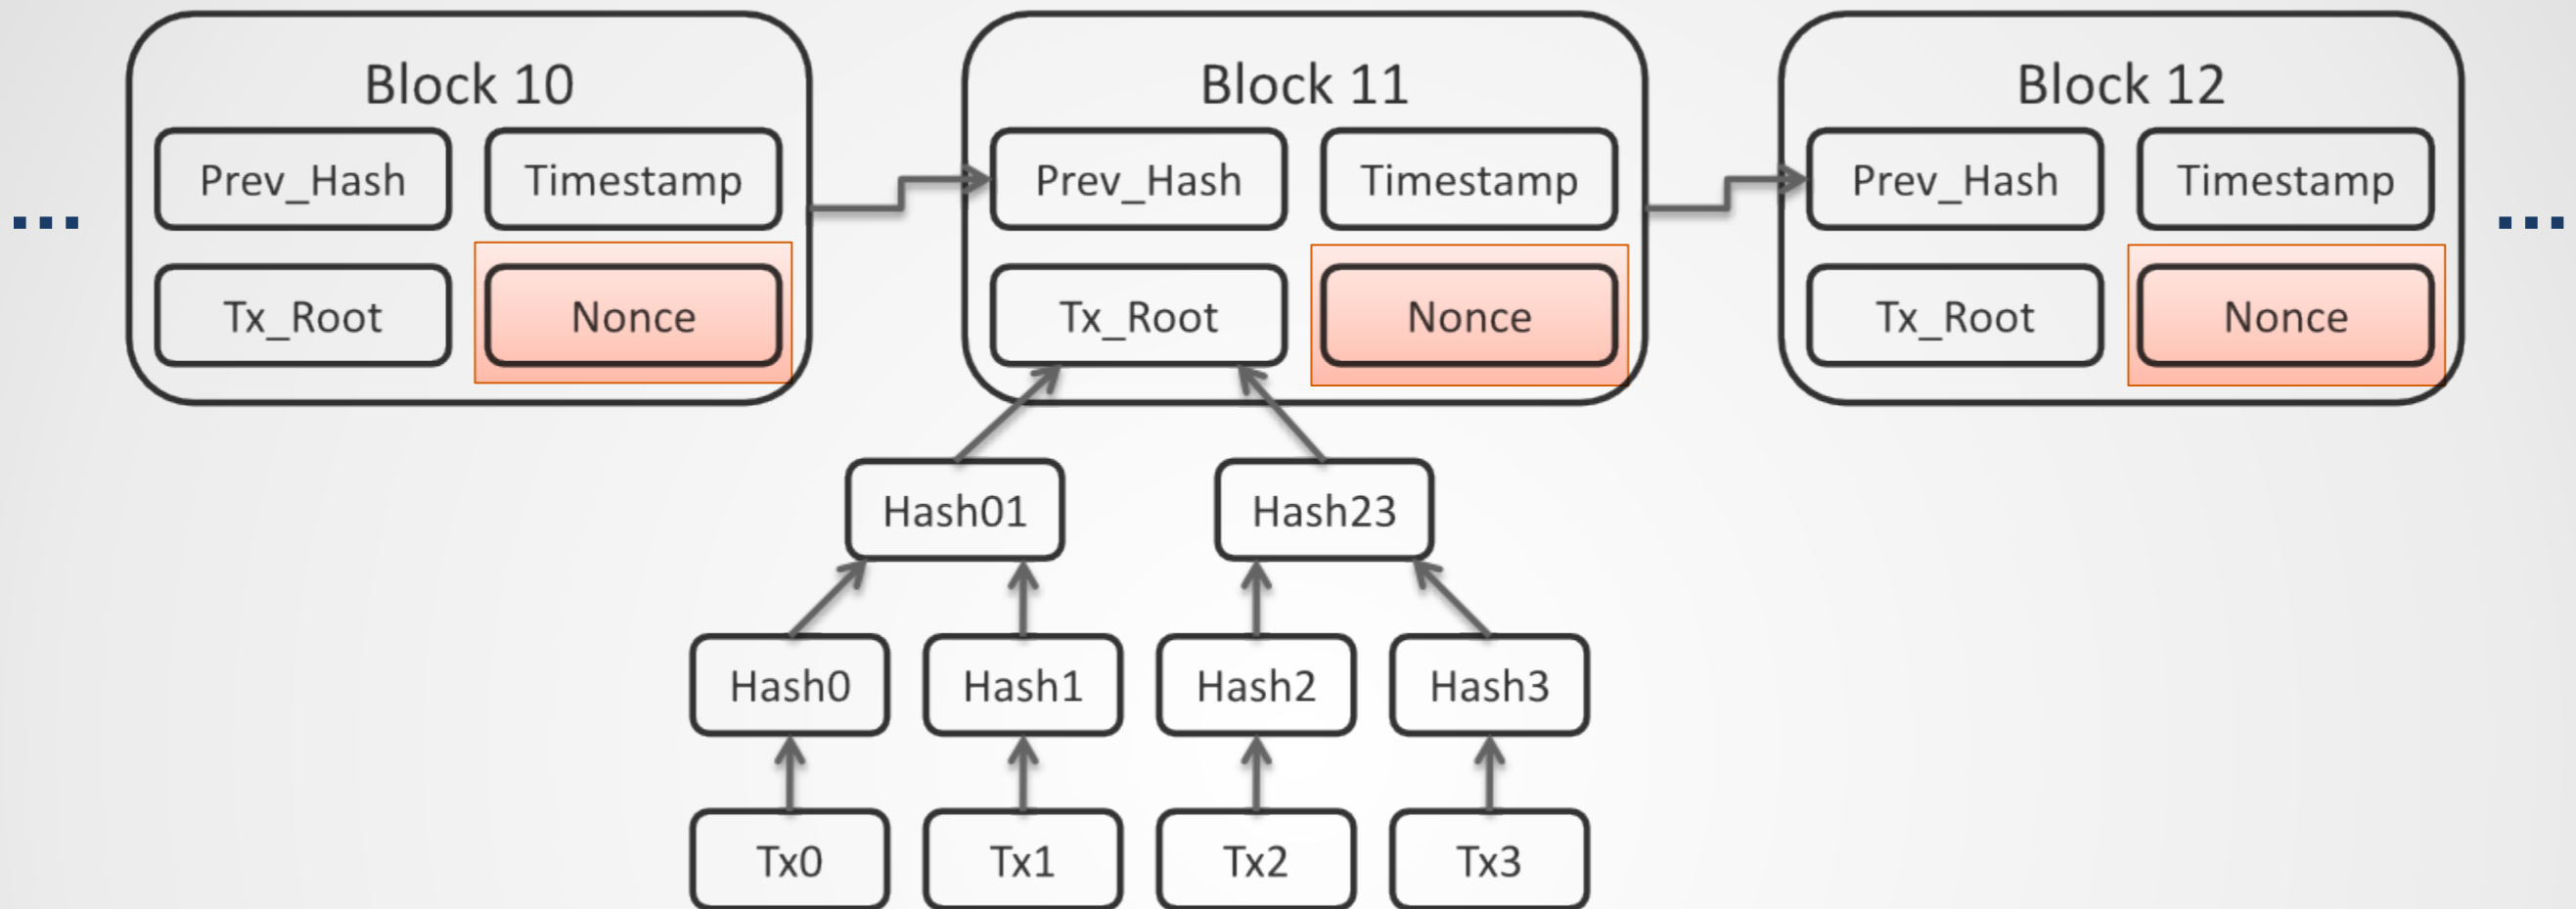 Block 10
Block 11
Block 12
Prev_Hash
Timestamp
Prev_Hash
Timestamp
Prev_Hash
Timestamp
...
...
Tx_Root
Nonce
Tx_Root
Nonce
Tx_Root
Nonce
Hash01
Hash23
Hash0
Hash1
Hash2
Hash3
Tx0
Tx1
Tx2
Tx3